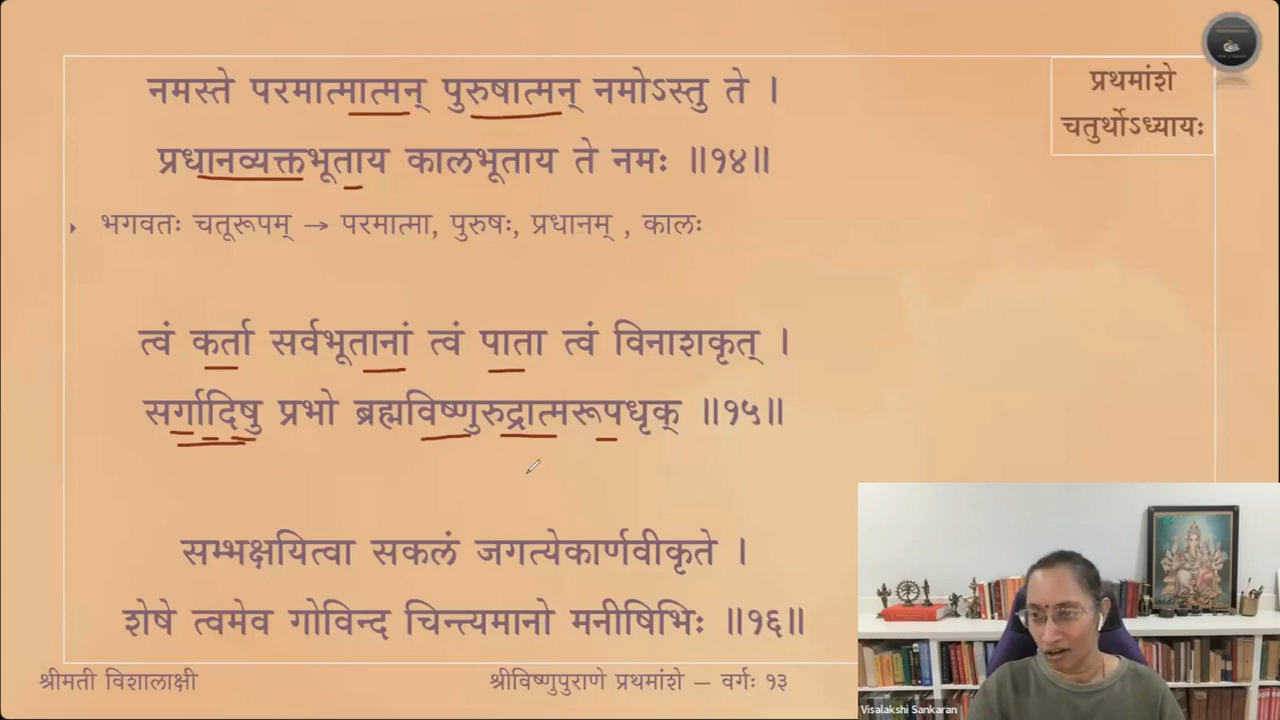 नमस्ते परमात्मात्मन् पुरुषात्मन् नमोऽस्तु ते ।
प्रधानव्यक्तभूताय कालभूताय ते नमः ॥१४॥
भगवतः चतूरूपम् → परमात्मा, पुरुषः, प्रधानम् , कालः
त्वं कर्ता सर्वभूतानां त्वं पाता त्वं विनाशकृत् ।
सर्गादिषु प्रभो ब्रह्मविष्णुरुद्रात्मरूपधृक् ॥१५॥
सम्भक्षयित्वा सकलं जगत्येकार्णवीकृते ।
शेषे त्वमेव गोविन्द चिन्त्यमानो मनीषिभिः ॥१६॥
प्रथमांशे
चतुर्थोऽध्यायः
श्रीमती विशालाक्षी
श्रीविष्णुपुराणे प्रथमांशे – वर्गः १३
Visalakshi Sankaran